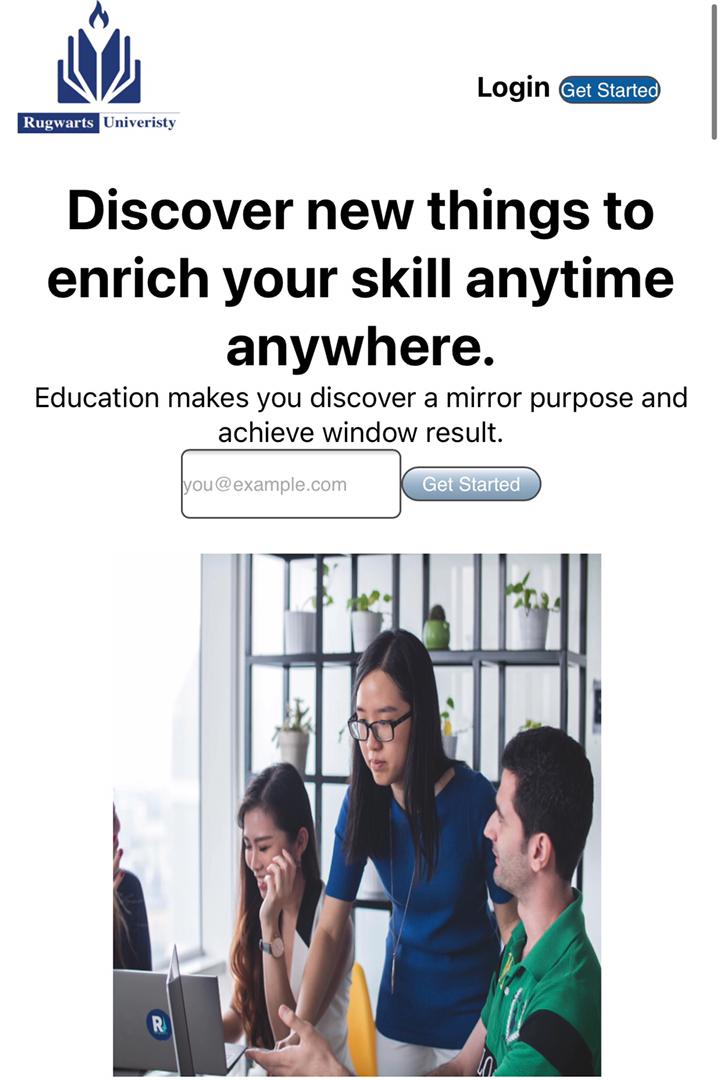 Rugwarts Univeristy
Login Get Started
Discover new things to
enrich your skill anytime
anywhere.
Education makes you discover a mirror purpose and
achieve window result.
you@example.com Get Started
R